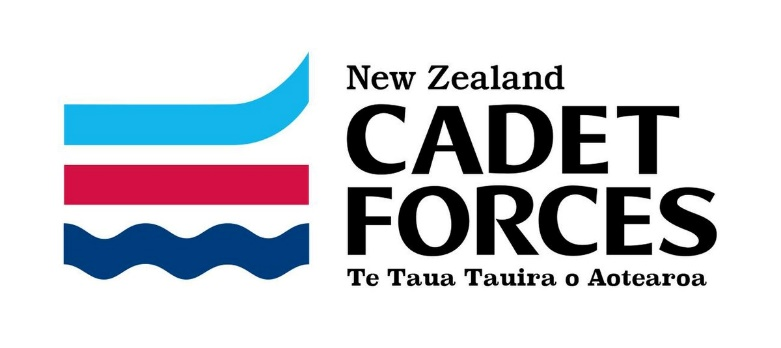 New Zealand
CADET
FORCES
Te Taua Tauira o Aotearoa